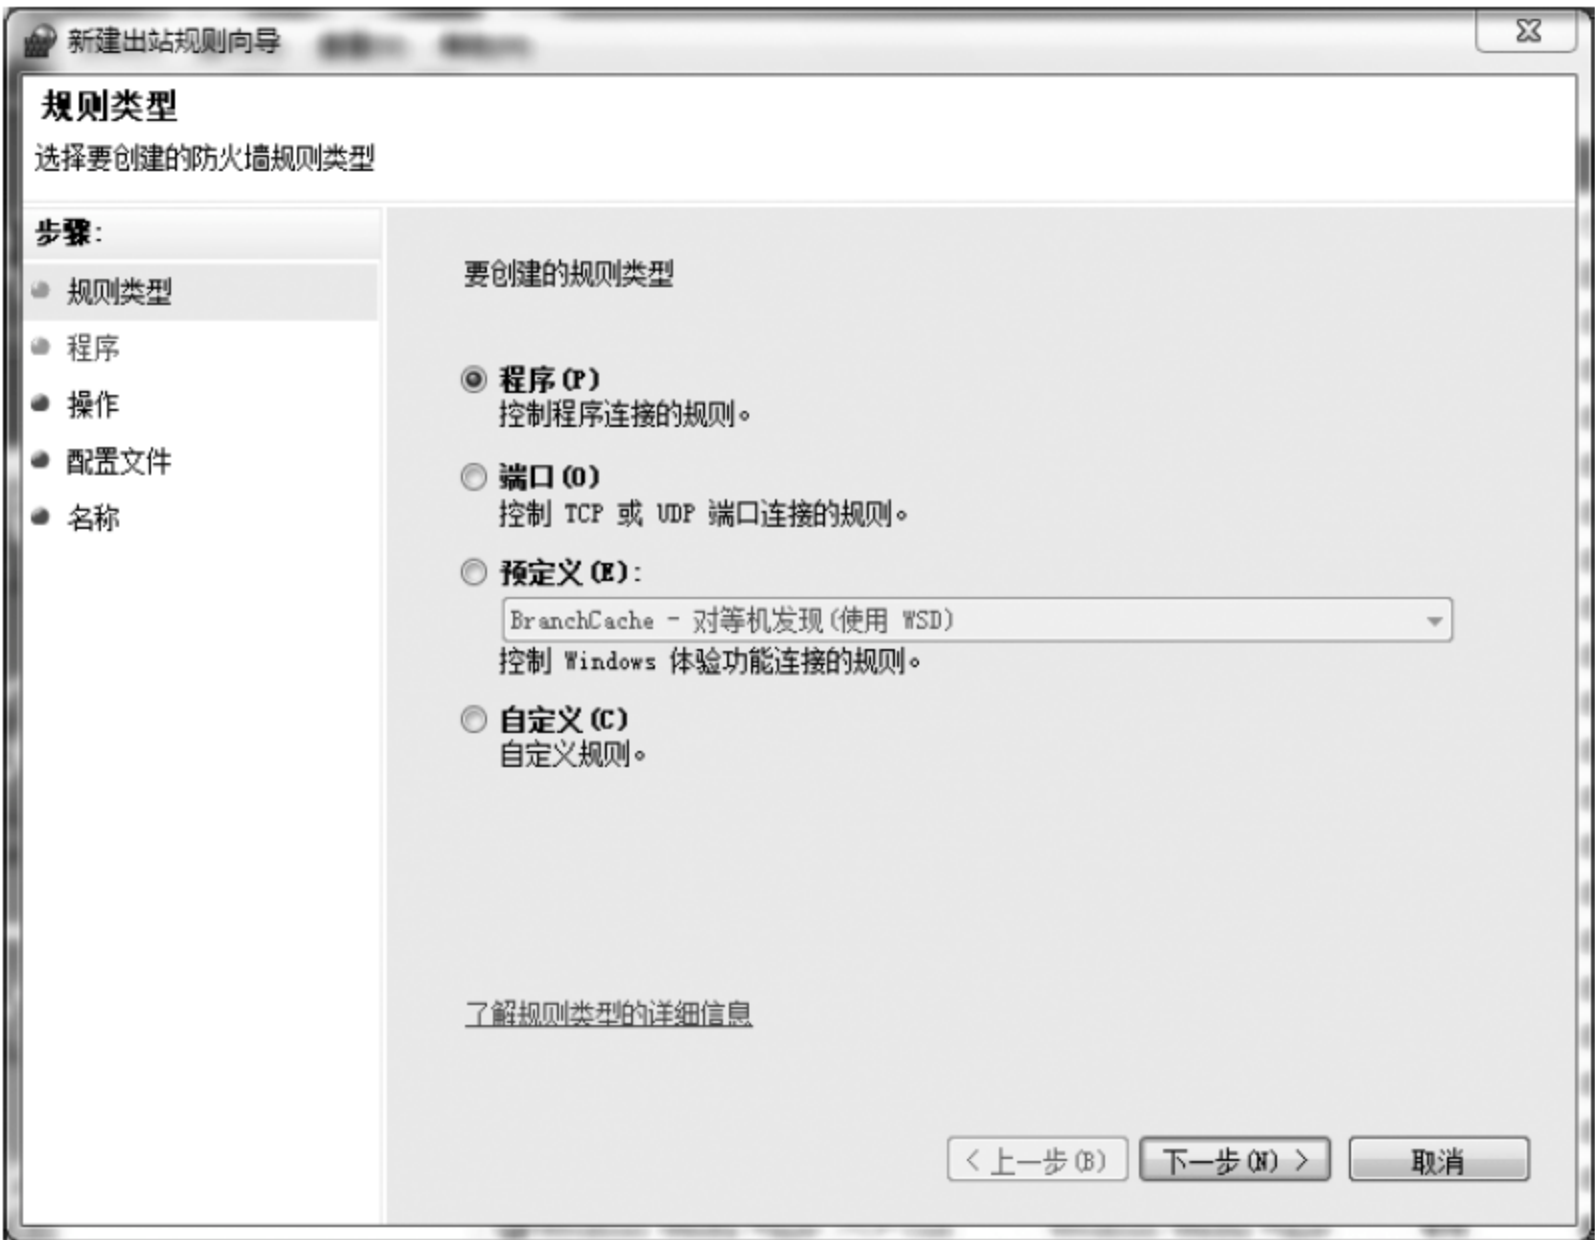 新建出站规则向导
规则类型
选择要创建的防火墙规则类型
步骤:
规则类型
程序
操作
配置文件
名称
要创建的规则类型
程序(P)
控制程序连接的规则。
端口(O)
控制 TCP 或 UDP 端口连接的规则。
预定义(E):
BranchCache - 对等机发现(使用 WSD)
控制 Windows 体验功能连接的规则。
自定义(C)
自定义规则。
了解规则类型的详细信息
< 上一步(B)
下一步(N) >
取消